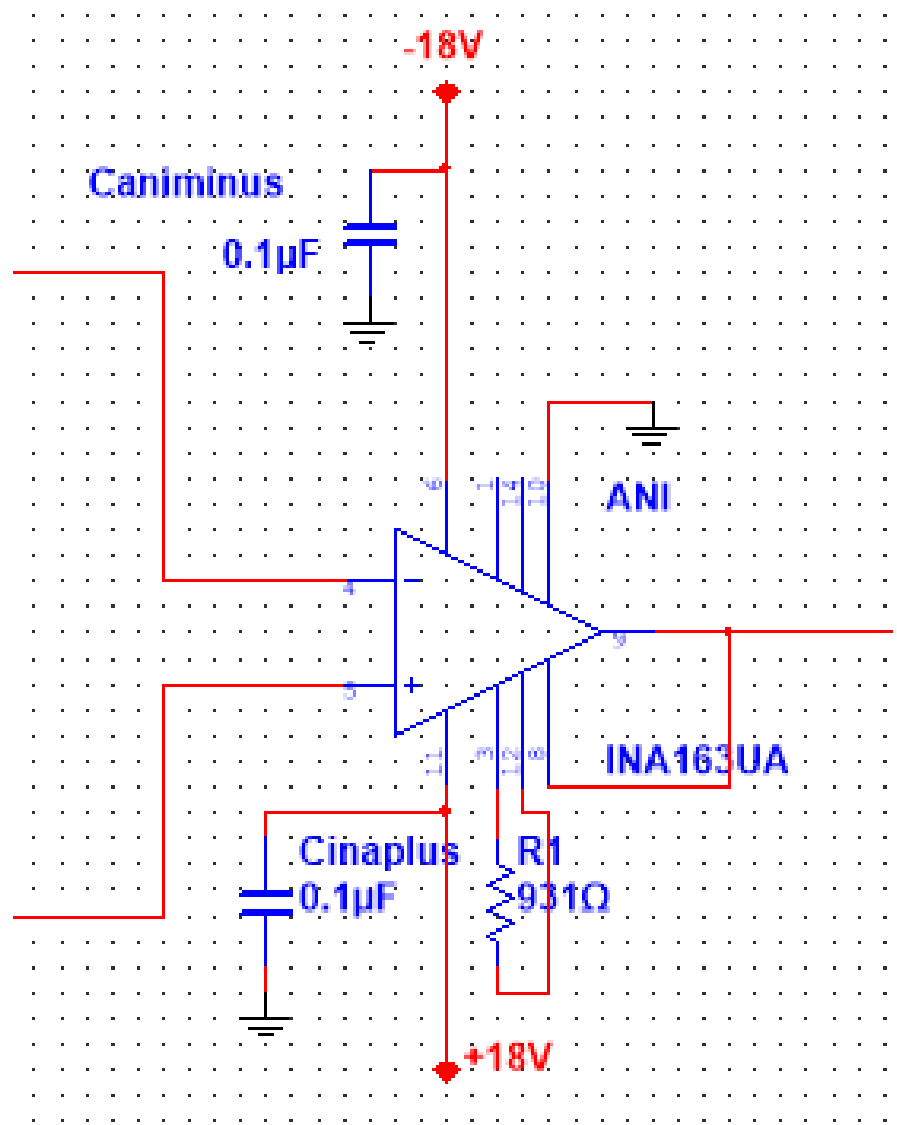 -18V
Caniminus
0.1µF
6
1
14
10
ANI
4
9
5
11
3
12
8
INA163UA
Cinaplus
R1
0.1µF
931Ω
+18V